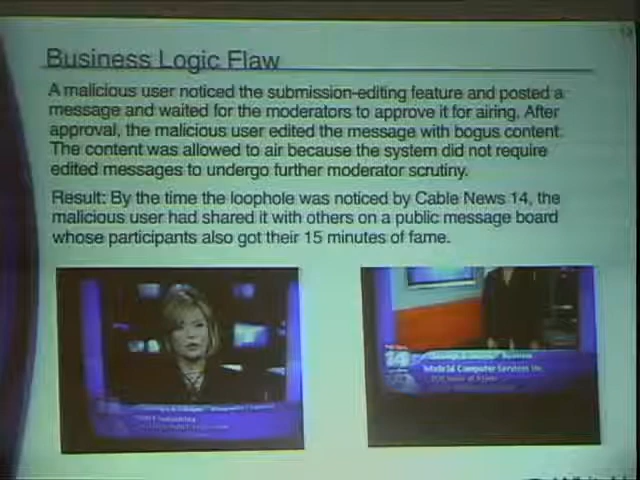 Business Logic Flaw
A malicious user noticed the submission-editing feature and posted a
message and waited for the moderators to approve it for airing. After
approval, the malicious user edited the message with bogus content.
The content was allowed to air because the system did not require
edited messages to undergo further moderator scrutiny.
Result: By the time the loophole was noticed by Cable News 14, the
malicious user had shared it with others on a public message board
whose participants also got their 15 minutes of fame.
14
Computer Services